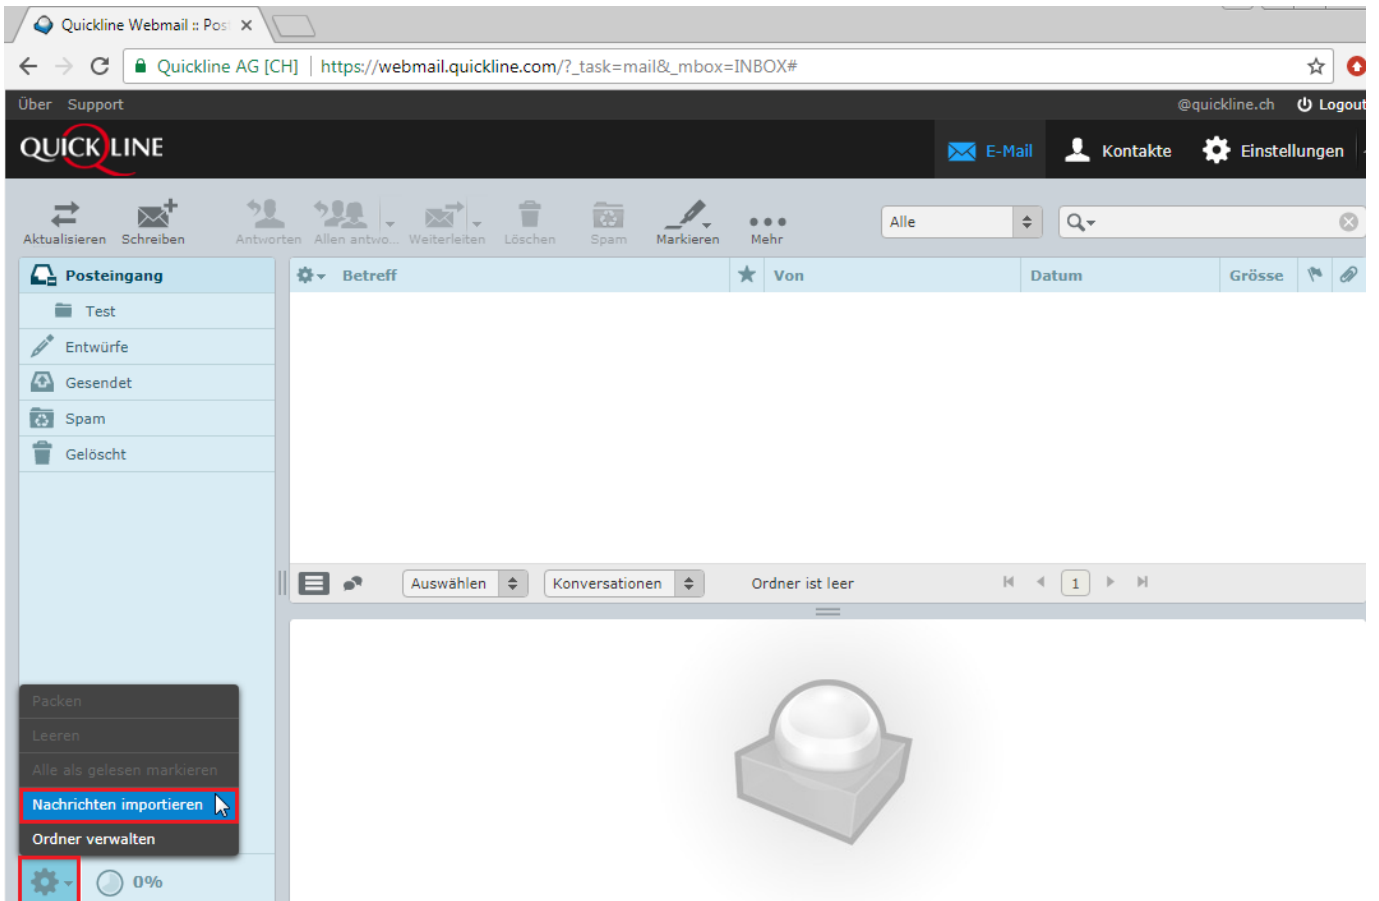 Quickline Webmail :: Pos
Quickline AG [CH] | https://webmail.quickline.com/?_task=mail&_mbox=INBOX#
Über Support @quickline.ch Logout
QUICKLINE E-Mail Kontakte Einstellungen
Aktualisieren Schreiben Antworten Allen antwo... Weiterleiten Löschen Spam Markieren Mehr Alle
Posteingang Betreff Von Datum Grösse
Test
Entwürfe
Gesendet
Spam
Gelöscht
Auswählen Konversationen Ordner ist leer 1
Packen
Leeren
Alle als gelesen markieren
Nachrichten importieren
Ordner verwalten
0%